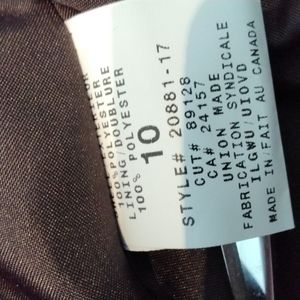 100% POLYESTER
LINING/DOUBLURE
100% POLYESTER
10
STYLE# 20881-17
CUT# 89128
CA# 24157
UNION MADE
FABRICATION SYNDICALE
ILGWU/UIOVD
MADE IN/FAIT AU CANADA